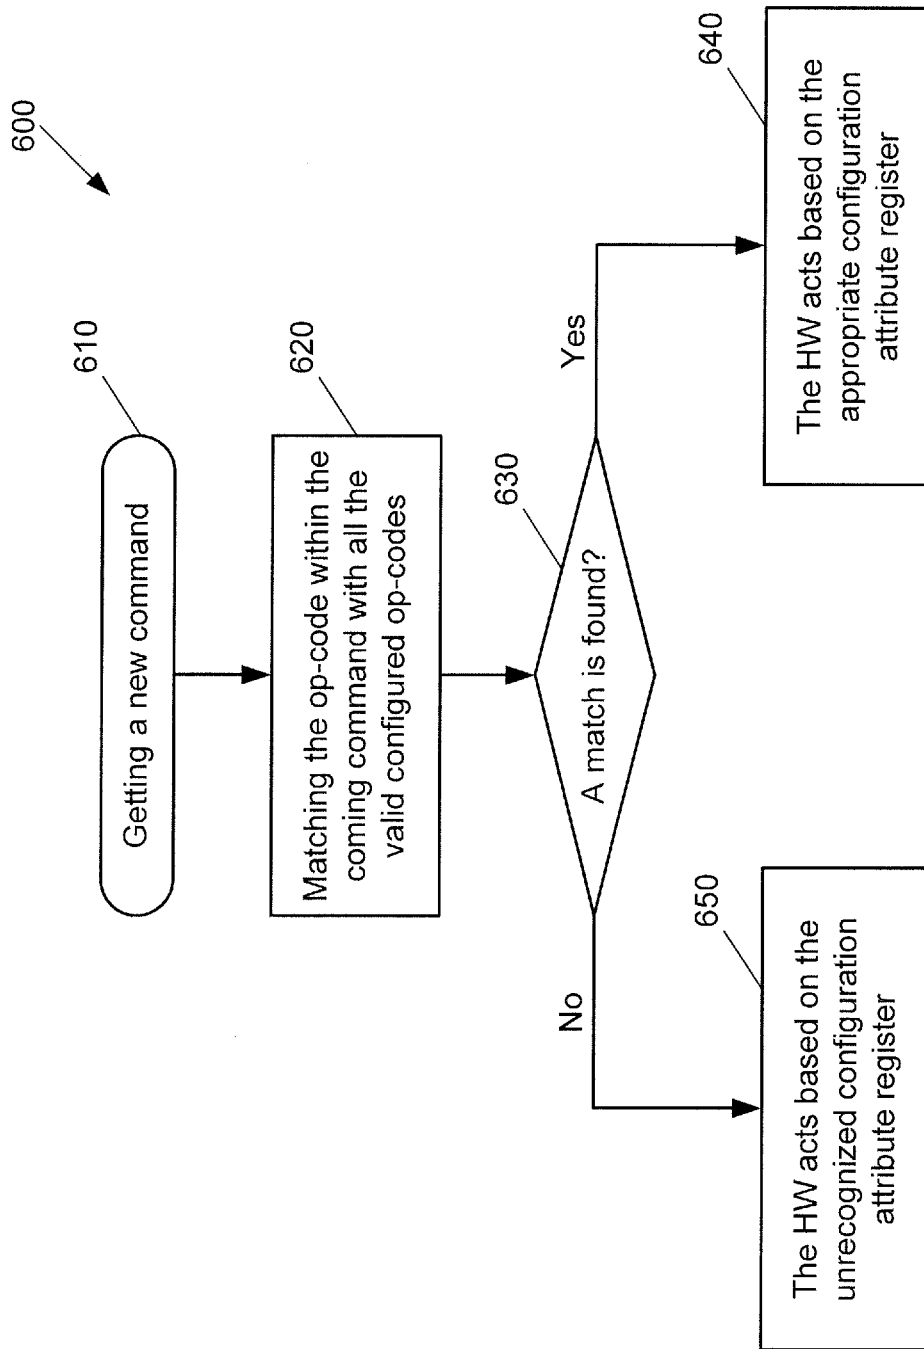 600
610
Getting a new command
620
Matching the op-code within the
coming command with all the
valid configured op-codes
630
A match is found?
No
Yes
650
The HW acts based on the
unrecognized configuration
attribute register
640
The HW acts based on the
appropriate configuration
attribute register